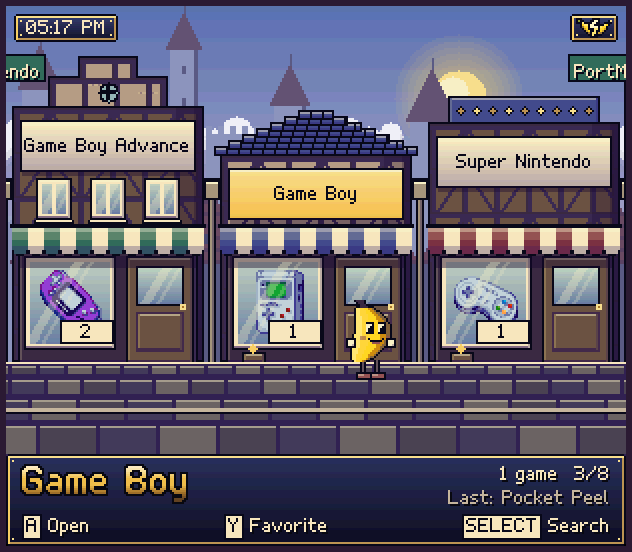 05:17 PM
ndo
PortM
Game Boy Advance
Game Boy
Super Nintendo
2
1
1
Game Boy
1 game 3/8
Last: Pocket Peel
A Open
Y Favorite
SELECT Search